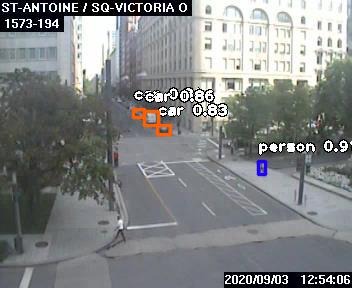 ST-ANTOINE / SQ-VICTORIA O
1573-194
car 0.86
car 0.83
person 0.9
2020/09/03 12:54:06